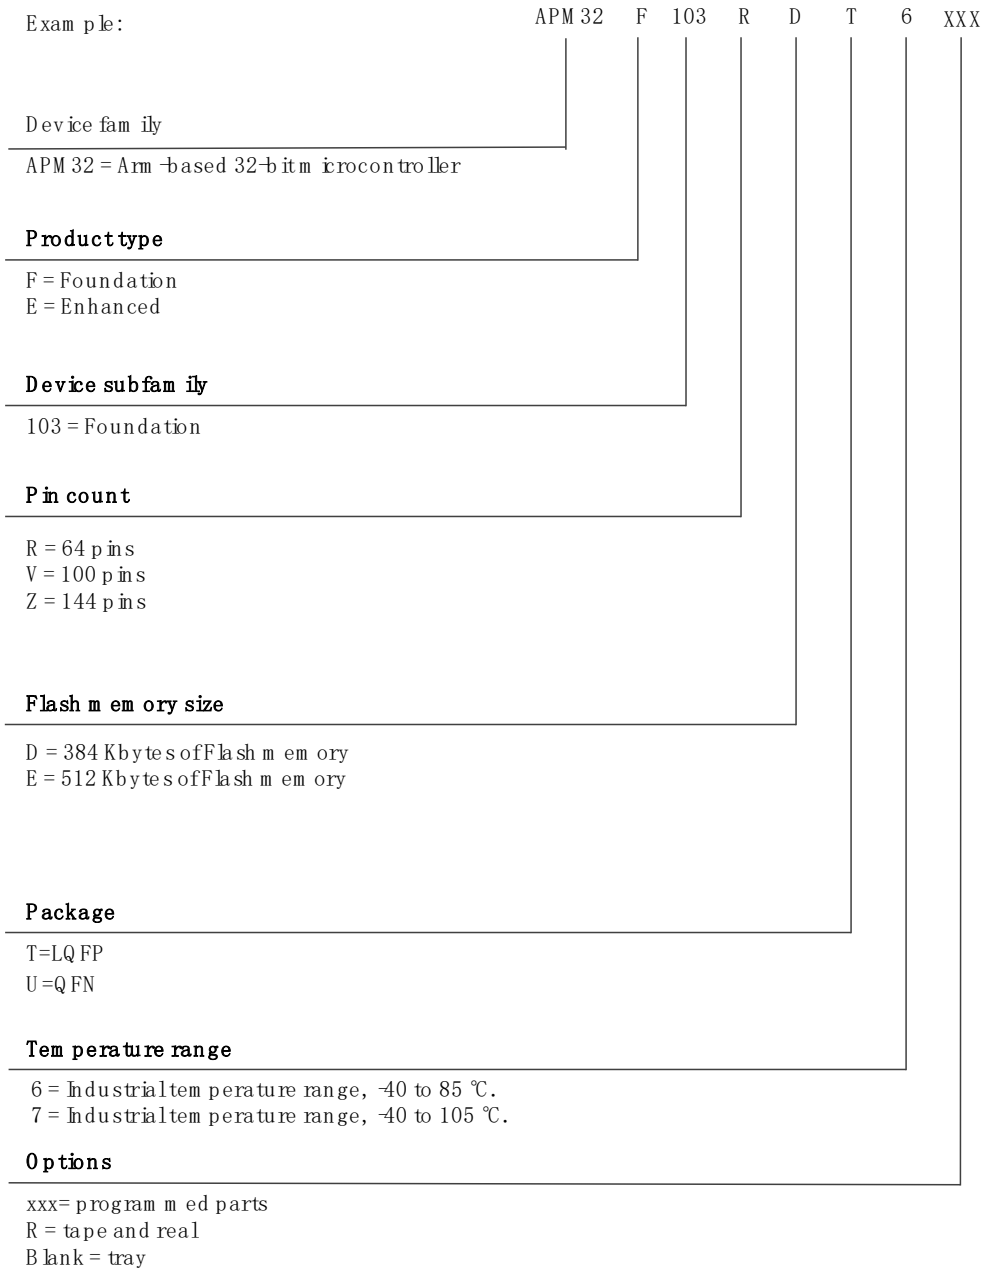 Example:
APM32 F 103 R D T 6 XXX
Device family
APM32 = Arm-based 32-bit microcontroller
Product type
F = Foundation
E = Enhanced
Device subfamily
103 = Foundation
Pin count
R = 64 pins
V = 100 pins
Z = 144 pins
Flash memory size
D = 384 Kbytes of Flash memory
E = 512 Kbytes of Flash memory
Package
T=LQFP
U=QFN
Temperature range
6 = Industrial temperature range, -40 to 85 ℃.
7 = Industrial temperature range, -40 to 105 ℃.
Options
xxx= programmed parts
R = tape and real
Blank = tray